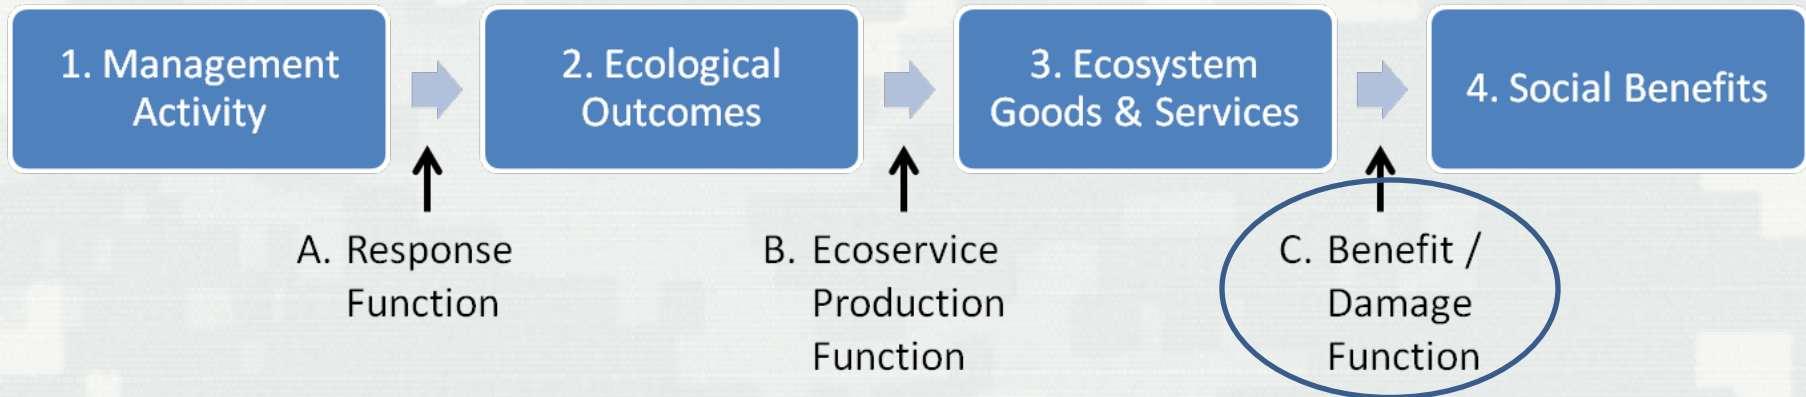 1. Management
Activity
2. Ecological
Outcomes
3. Ecosystem
Goods & Services
4. Social Benefits
A. Response
Function
B. Ecoservice
Production
Function
C. Benefit /
Damage
Function